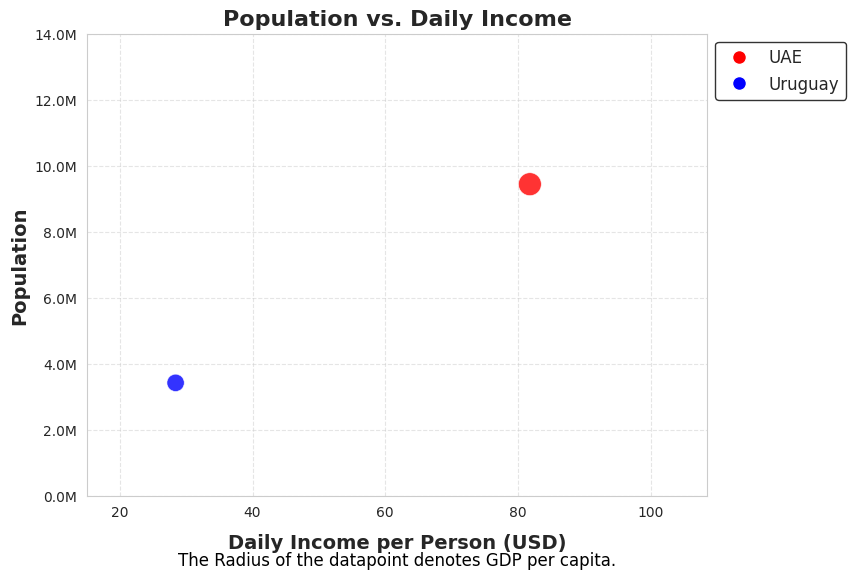 Population vs. Daily Income
14.0M
12.0M
10.0M
8.0M
6.0M
4.0M
2.0M
0.0M
Population
20 40 60 80 100
Daily Income per Person (USD)
The Radius of the datapoint denotes GDP per capita.
UAE
Uruguay